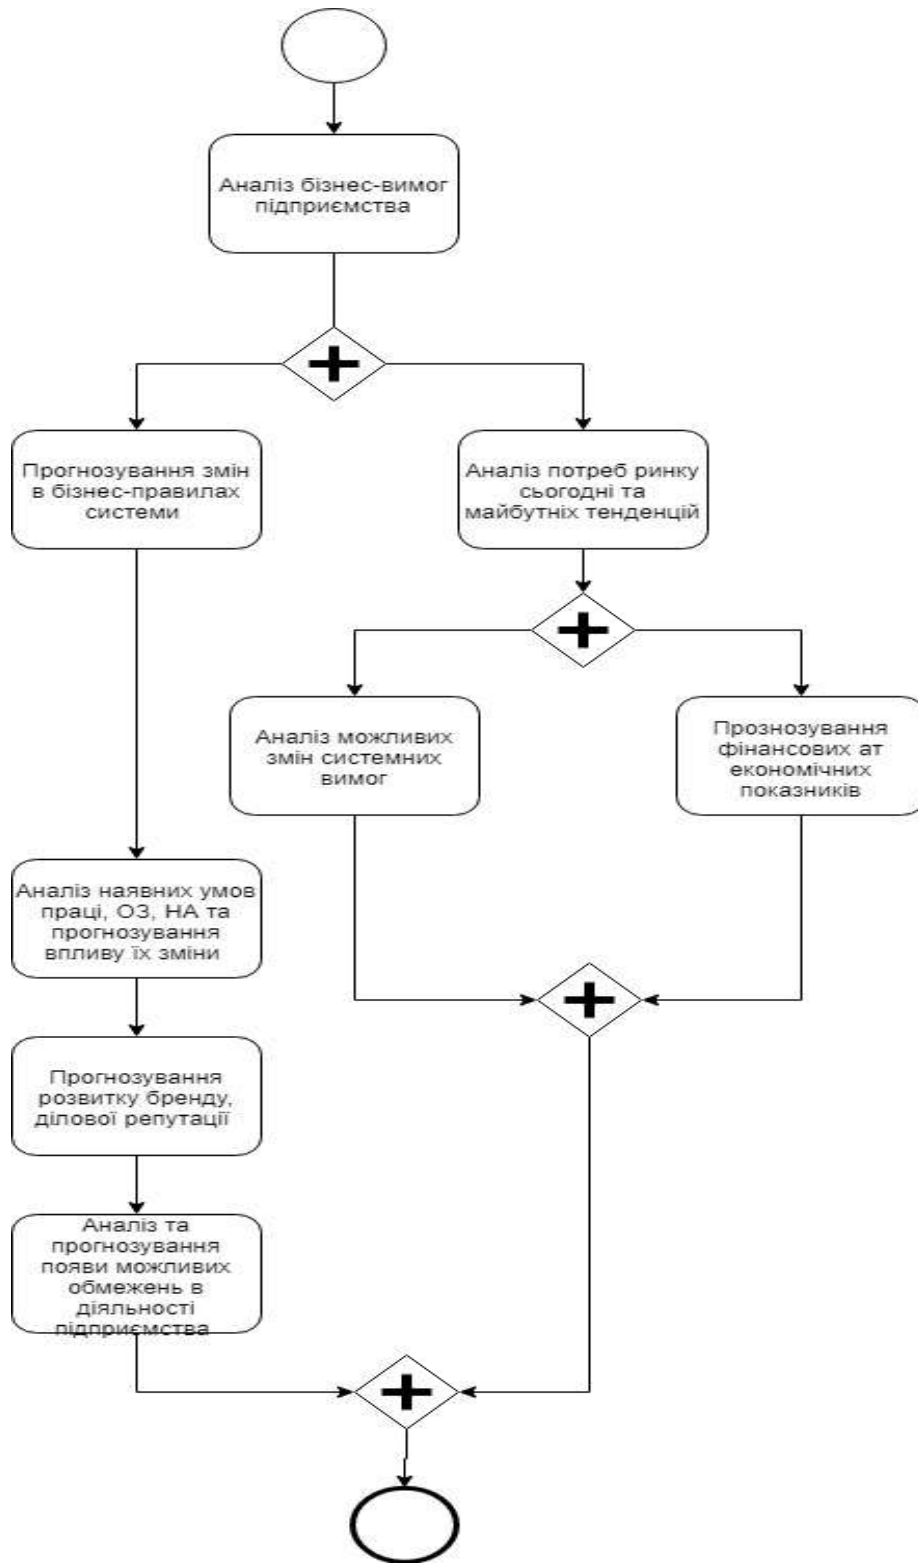 Аналіз бізнес-вимог
підприємства
Прогнозування змін
в бізнес-правилах
системи
Аналіз потреб ринку
сьогодні та
майбутніх тенденцій
Аналіз можливих
змін системних
вимог
Прознозування
фінансових ат
економічних
показників
Аналіз наявних умов
праці, ОЗ, НА та
прогнозування
впливу їх зміни
Прогнозування
розвитку бренду,
ділової репутації
Аналіз та
прогнозування
появи можливих
обмежень в
діяльності
підприємства